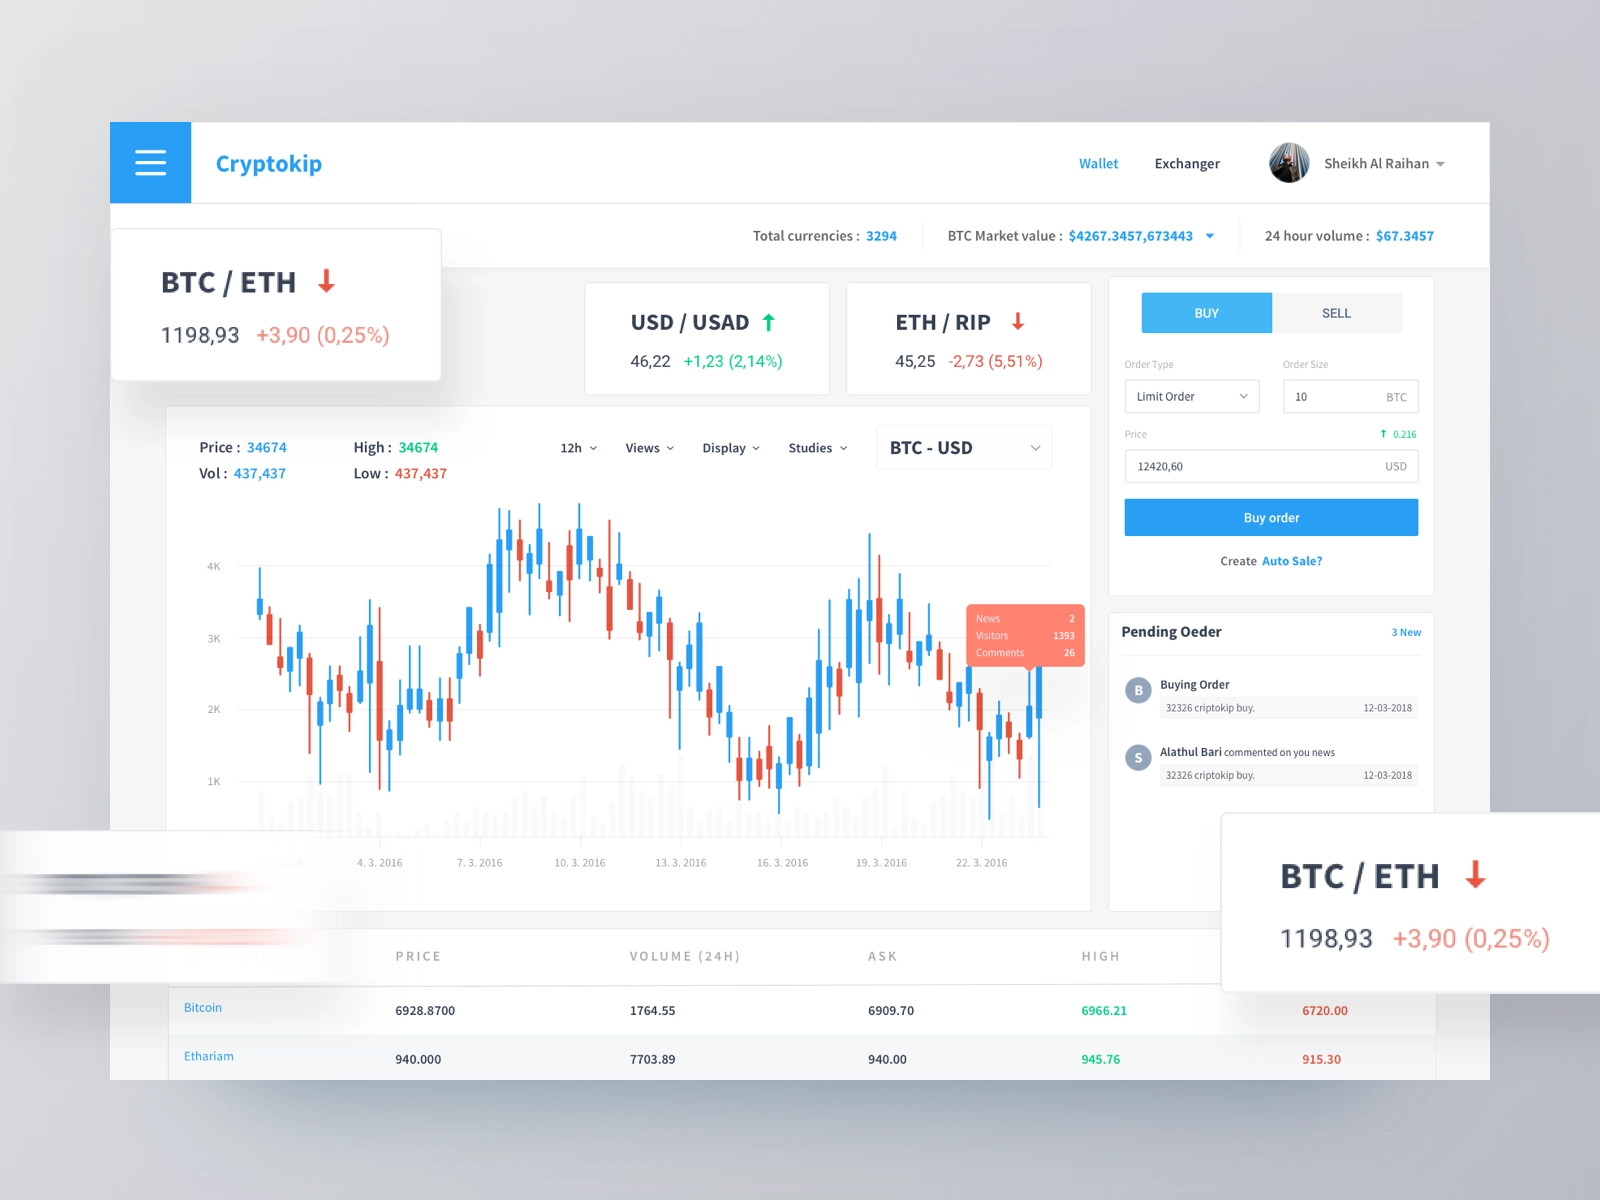 Cryptokip
Wallet
Exchanger
Sheikh Al Raihan
Total currencies : 3294
BTC Market value : $4267.3457,673443
24 hour volume : $67.3457
BTC / ETH
1198,93 +3,90 (0,25%)
USD / USAD
46,22 +1,23 (2,14%)
ETH / RIP
45,25 -2,73 (5,51%)
Price : 34674
High : 34674
Vol : 437,437
Low : 437,437
12h
Views
Display
Studies
BTC - USD
4K
3K
2K
1K
News 2
Visitors 1393
Comments 26
4. 3. 2016
7. 3. 2016
10. 3. 2016
13. 3. 2016
16. 3. 2016
19. 3. 2016
22. 3. 2016
BUY
SELL
Order Type
Order Size
Limit Order
10 BTC
Price
0.216
12420,60 USD
Buy order
Create Auto Sale?
Pending Oeder
3 New
B
Buying Order
32326 criptokip buy. 12-03-2018
S
Alathul Bari commented on you news
32326 criptokip buy. 12-03-2018
BTC / ETH
1198,93 +3,90 (0,25%)
PRICE VOLUME (24H) ASK HIGH
Bitcoin 6928.8700 1764.55 6909.70 6966.21 6720.00
Ethariam 940.000 7703.89 940.00 945.76 915.30